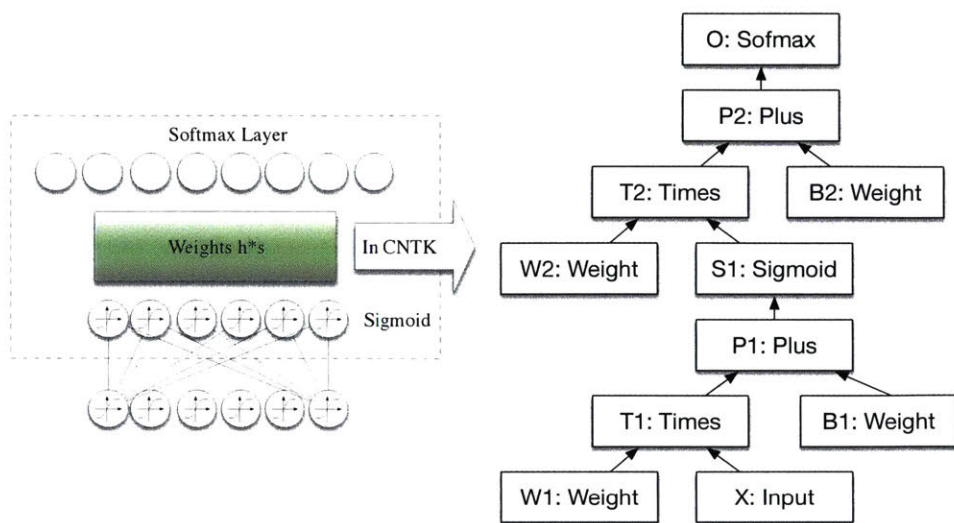 Softmax Layer
Weights h*s
In CNTK
Sigmoid
O: Sofmax
P2: Plus
T2: Times
B2: Weight
W2: Weight
S1: Sigmoid
P1: Plus
T1: Times
B1: Weight
W1: Weight
X: Input